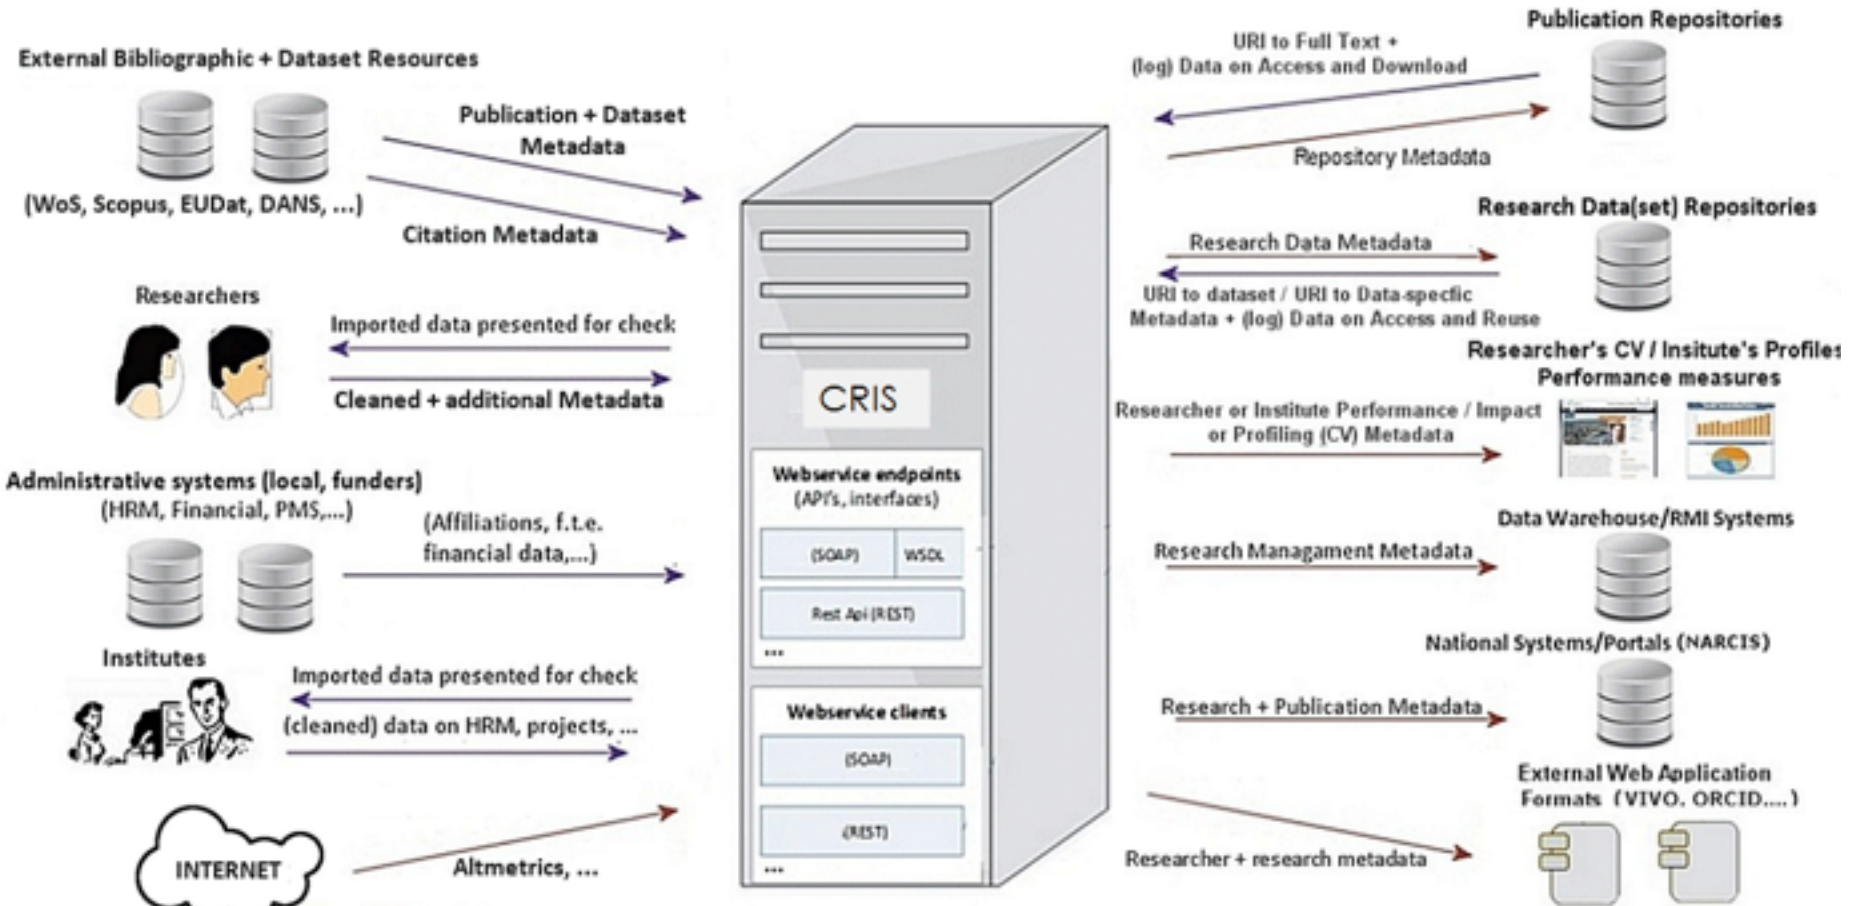 External Bibliographic + Dataset Resources
(WoS, Scopus, EUDat, DANS, ...)
Publication + Dataset
Metadata
Citation Metadata
Researchers
Imported data presented for check
Cleaned + additional Metadata
Administrative systems (local, funders)
(HRM, Financial, PMS,...)
(Affiliations, f.t.e.
financial data,...)
Institutes
Imported data presented for check
(cleaned) data on HRM, projects, ...
INTERNET
Altmetrics, ...
CRIS
Webservice endpoints
(API's, interfaces)
(SOAP)
WSDL
Rest Api (REST)
...
Webservice clients
(SOAP)
(REST)
...
Publication Repositories
URI to Full Text +
(log) Data on Access and Download
Repository Metadata
Research Data(set) Repositories
Research Data Metadata
URI to dataset / URI to Data-specfic
Metadata + (log) Data on Access and Reuse
Researcher's CV / Insitute's Profiles
Performance measures
Researcher or Institute Performance / Impact
or Profiling (CV) Metadata
Data Warehouse/RMI Systems
Research Managament Metadata
National Systems/Portals (NARCIS)
Research + Publication Metadata
External Web Application
Formats (VIVO, ORCID,...)
Researcher + research metadata